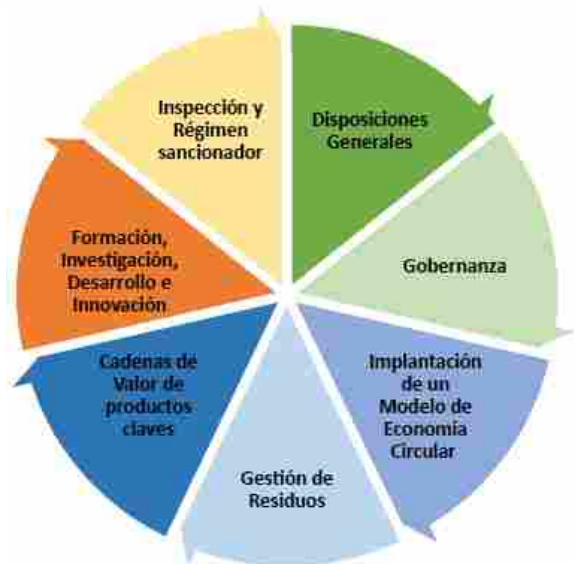 Disposiciones
Generales
Gobernanza
Implantación
de un
Modelo de
Economía
Circular
Gestión de
Residuos
Cadenas de
Valor de
productos
claves
Formación,
Investigación,
Desarrollo e
Innovación
Inspección y
Régimen
sancionador